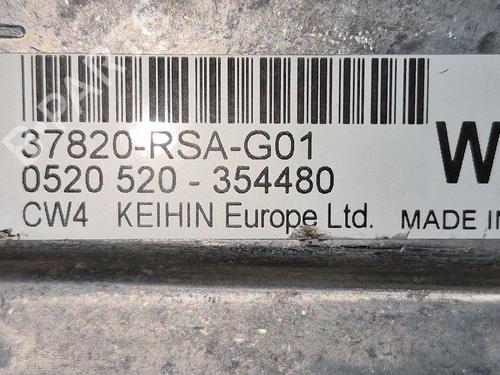 37820-RSA-G01
W
0520 520 - 354480
CW4 KEIHIN Europe Ltd. MADE IN